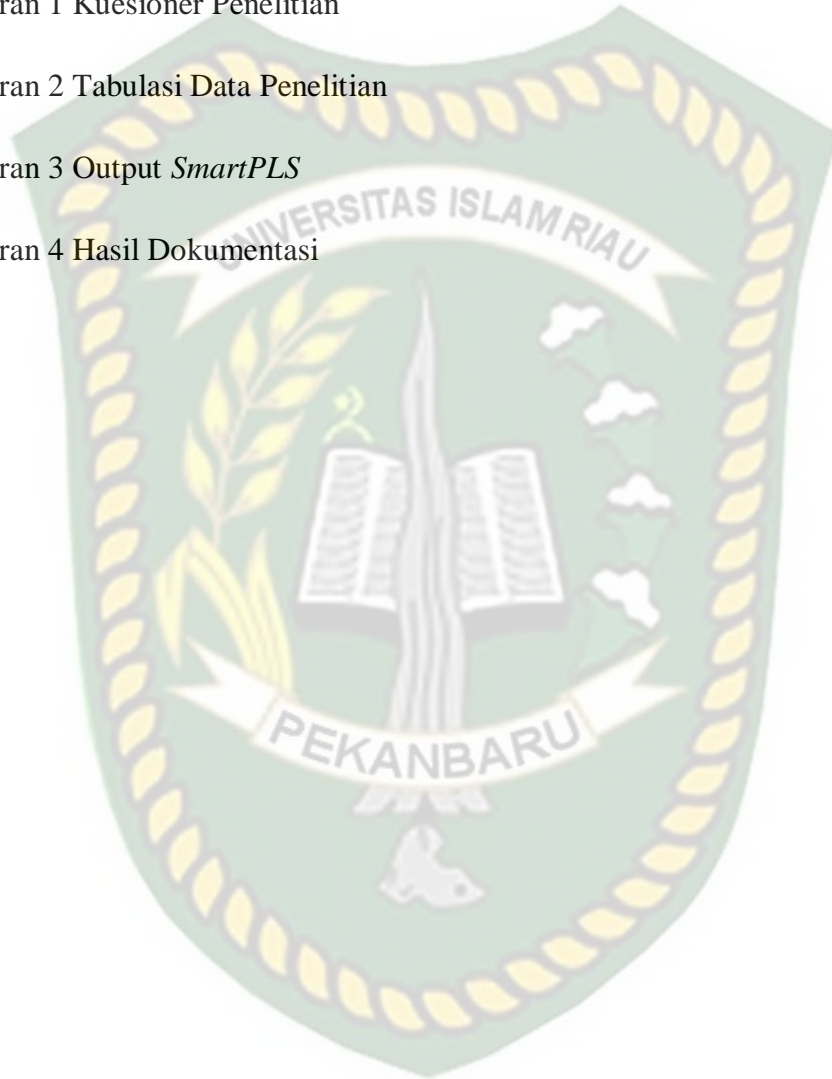 ran 1 Kuesioner Penelitian
ran 2 Tabulasi Data Penelitian
ran 3 Output SmartPLS
ran 4 Hasil Dokumentasi
UNIVERSITAS ISLAM RIAU
PEKANBARU